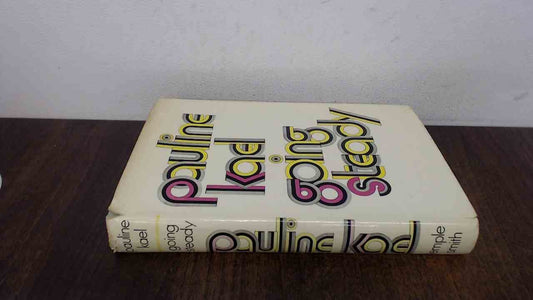 pauline
kael
going
steady
pauline
kael
going
steady
pauline kael
temple
smith